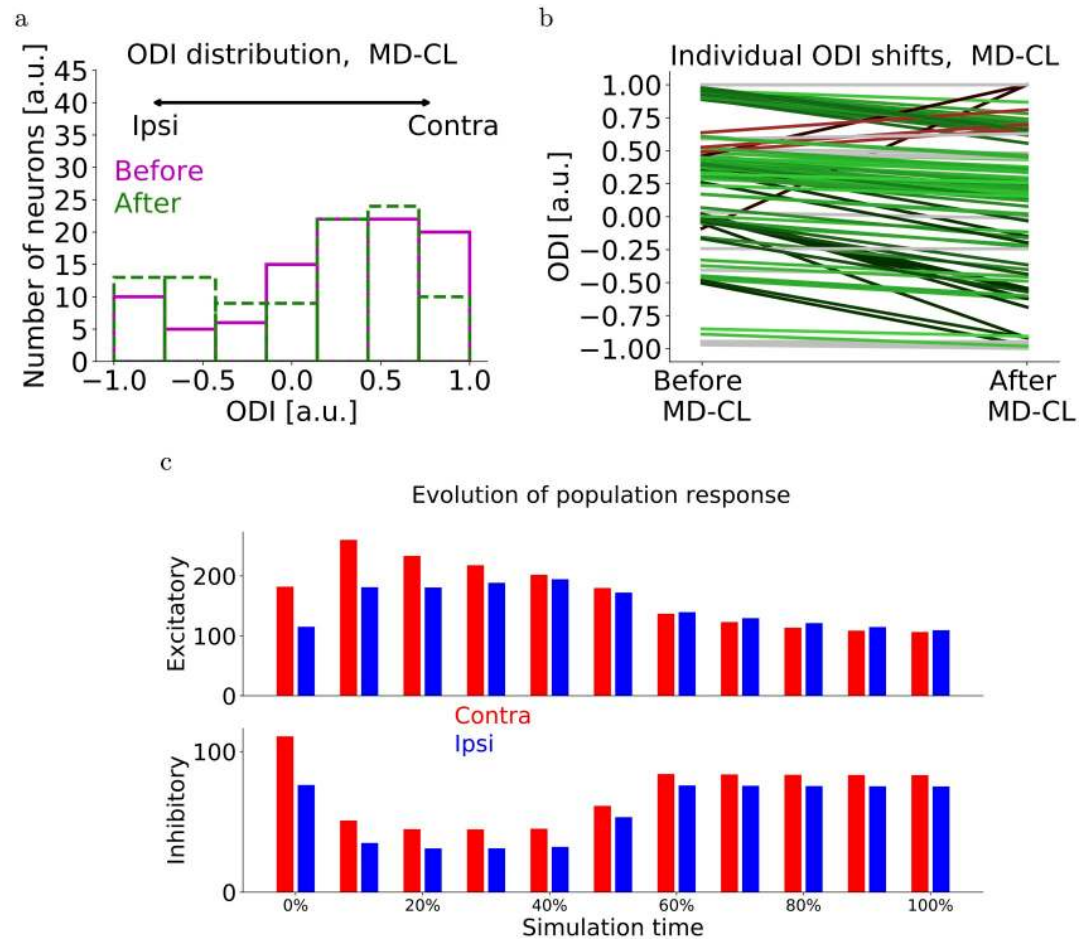 a
ODI distribution, MD-CL
Number of neurons [a.u.]
45
40
35
30
25
20
15
10
5
0
Ipsi
Contra
Before
After
−1.0
−0.5
0.0
0.5
1.0
ODI [a.u.]
b
Individual ODI shifts, MD-CL
ODI [a.u.]
1.00
0.75
0.50
0.25
0.00
−0.25
−0.50
−0.75
−1.00
Before
MD-CL
After
MD-CL
c
Evolution of population response
Excitatory
200
100
0
Contra
Ipsi
Inhibitory
100
0
0%
20%
40%
60%
80%
100%
Simulation time